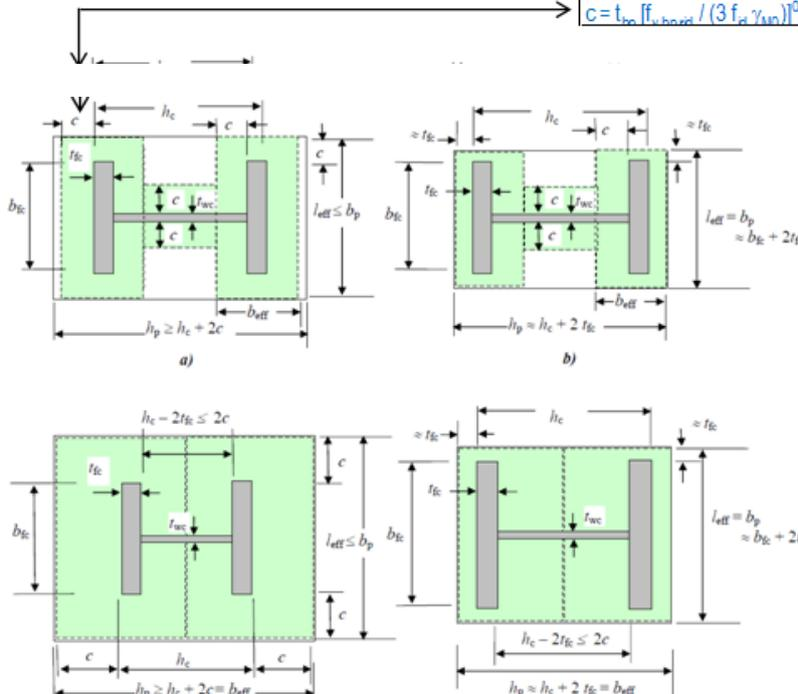 c = t_bp [f_y,bp,rd / (3 f_jd γ_M0)]^0
h_c
c
c
c
t_fc
b_fc
c
t_wc
c
l_eff ≤ b_p
b_eff
h_p ≥ h_c + 2c
a)
h_c
≈ t_fc
c
≈ t_fc
t_fc
b_fc
c
t_wc
c
l_eff = b_p
≈ b_fc + 2t_f
b_eff
h_p ≈ h_c + 2 t_fc
b)
h_c – 2t_fc ≤ 2c
c
t_fc
b_fc
t_wc
l_eff ≤ b_p
c
c
h_c
c
h_p ≥ h_c + 2c = b_eff
h_c
≈ t_fc
≈ t_fc
t_fc
b_fc
t_wc
l_eff = b_p
≈ b_fc + 2
h_c – 2t_fc ≤ 2c
h_p ≈ h_c + 2 t_fc = b_eff